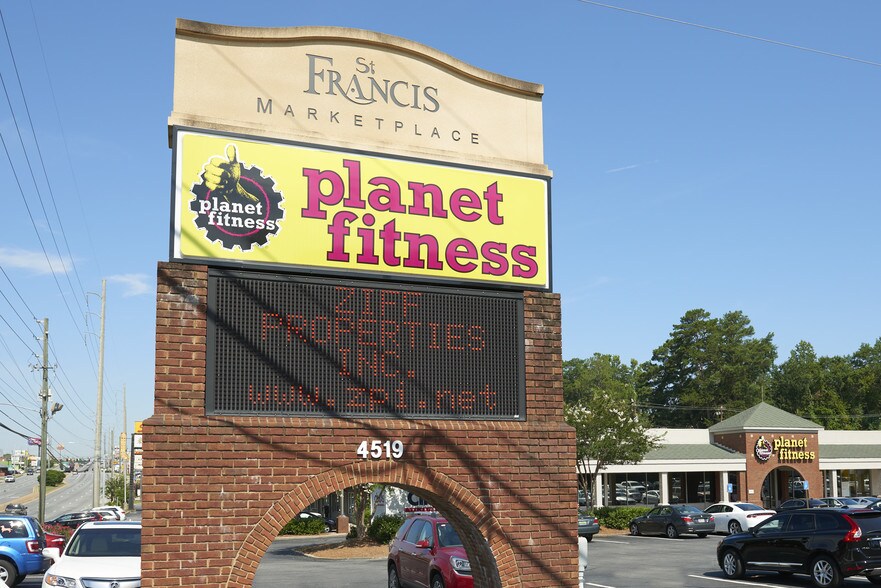 St
FRANCIS
MARKETPLACE
planet
fitness
planet
fitness
ZIFF
PROPERTIES
INC.
www.zpi.net
4519
planet
fitness